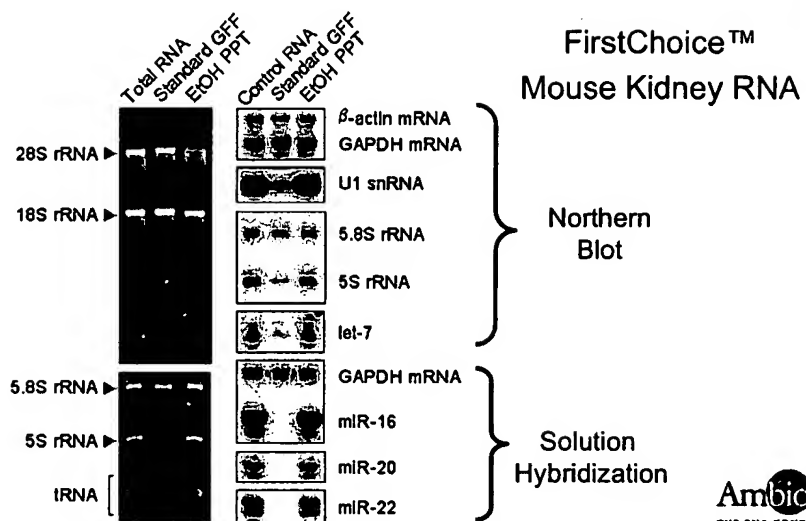 FirstChoice™
Mouse Kidney RNA
Total RNA
Standard GFF
EtOH PPT
Control RNA
Standard GFF
EtOH PPT
28S rRNA
18S rRNA
5.8S rRNA
5S rRNA
tRNA
β-actin mRNA
GAPDH mRNA
U1 snRNA
5.8S rRNA
5S rRNA
let-7
GAPDH mRNA
miR-16
miR-20
miR-22
Northern
Blot
Solution
Hybridization
Ambio